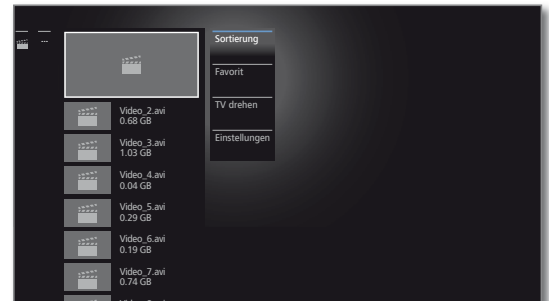 ...
Sortierung
Favorit
TV drehen
Einstellungen
Video_2.avi
0.68 GB
Video_3.avi
1.03 GB
Video_4.avi
0.04 GB
Video_5.avi
0.29 GB
Video_6.avi
0.19 GB
Video_7.avi
0.74 GB